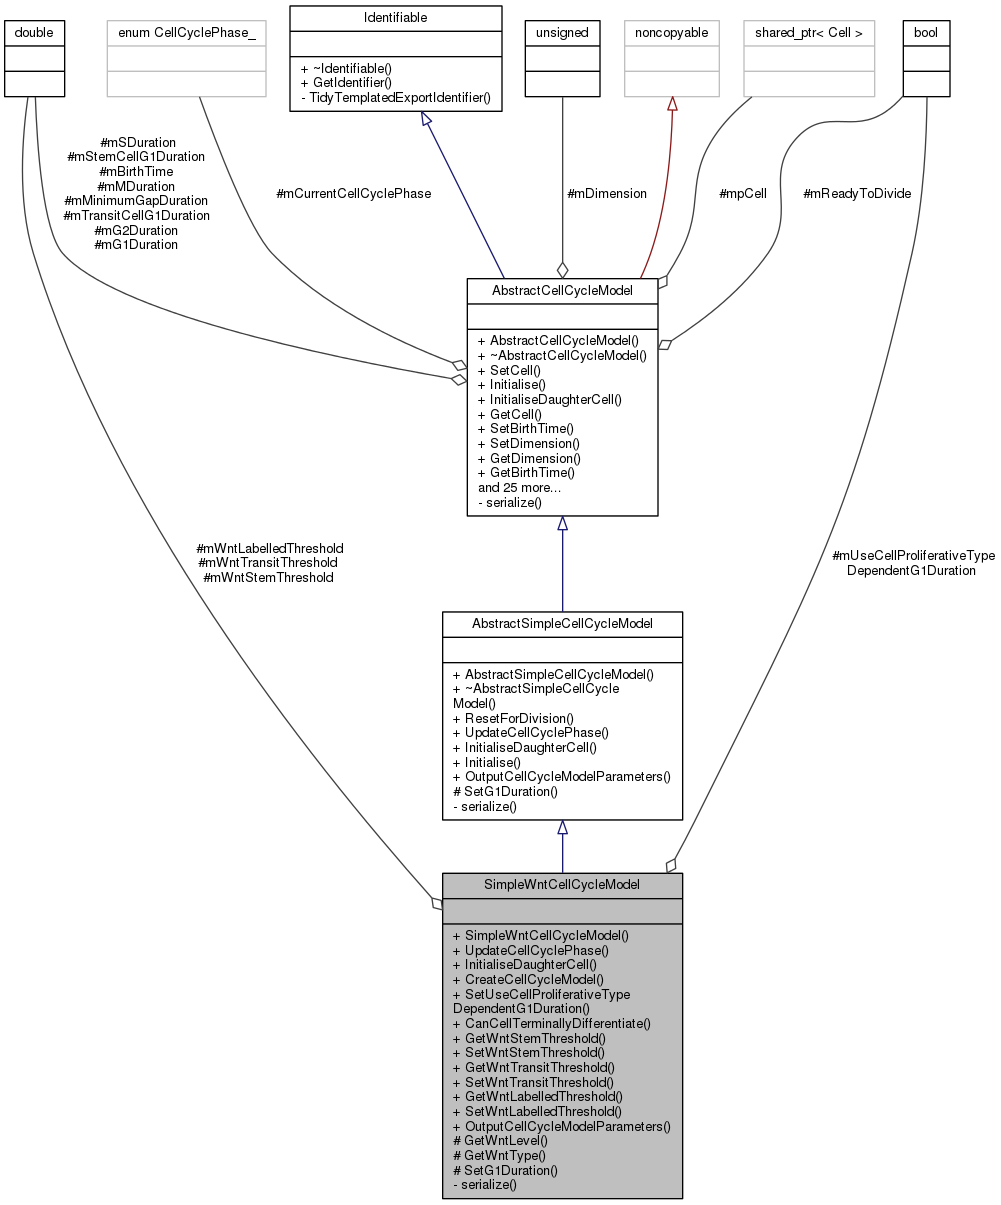 double
enum CellCyclePhase_
Identifiable
+ ~Identifiable()
+ GetIdentifier()
- TidyTemplatedExportIdentifier()
unsigned
noncopyable
shared_ptr< Cell >
bool
#mSDuration
#mStemCellG1Duration
#mBirthTime
#mMDuration
#mMinimumGapDuration
#mTransitCellG1Duration
#mG2Duration
#mG1Duration
#mCurrentCellCyclePhase
#mDimension
#mpCell
#mReadyToDivide
AbstractCellCycleModel
+ AbstractCellCycleModel()
+ ~AbstractCellCycleModel()
+ SetCell()
+ Initialise()
+ InitialiseDaughterCell()
+ GetCell()
+ SetBirthTime()
+ SetDimension()
+ GetDimension()
+ GetBirthTime()
and 25 more...
- serialize()
#mWntLabelledThreshold
#mWntTransitThreshold
#mWntStemThreshold
#mUseCellProliferativeType
DependentG1Duration
AbstractSimpleCellCycleModel
+ AbstractSimpleCellCycleModel()
+ ~AbstractSimpleCellCycle
Model()
+ ResetForDivision()
+ UpdateCellCyclePhase()
+ InitialiseDaughterCell()
+ Initialise()
+ OutputCellCycleModelParameters()
# SetG1Duration()
- serialize()
SimpleWntCellCycleModel
+ SimpleWntCellCycleModel()
+ UpdateCellCyclePhase()
+ InitialiseDaughterCell()
+ CreateCellCycleModel()
+ SetUseCellProliferativeType
DependentG1Duration()
+ CanCellTerminallyDifferentiate()
+ GetWntStemThreshold()
+ SetWntStemThreshold()
+ GetWntTransitThreshold()
+ SetWntTransitThreshold()
+ GetWntLabelledThreshold()
+ SetWntLabelledThreshold()
+ OutputCellCycleModelParameters()
# GetWntLevel()
# GetWntType()
# SetG1Duration()
- serialize()